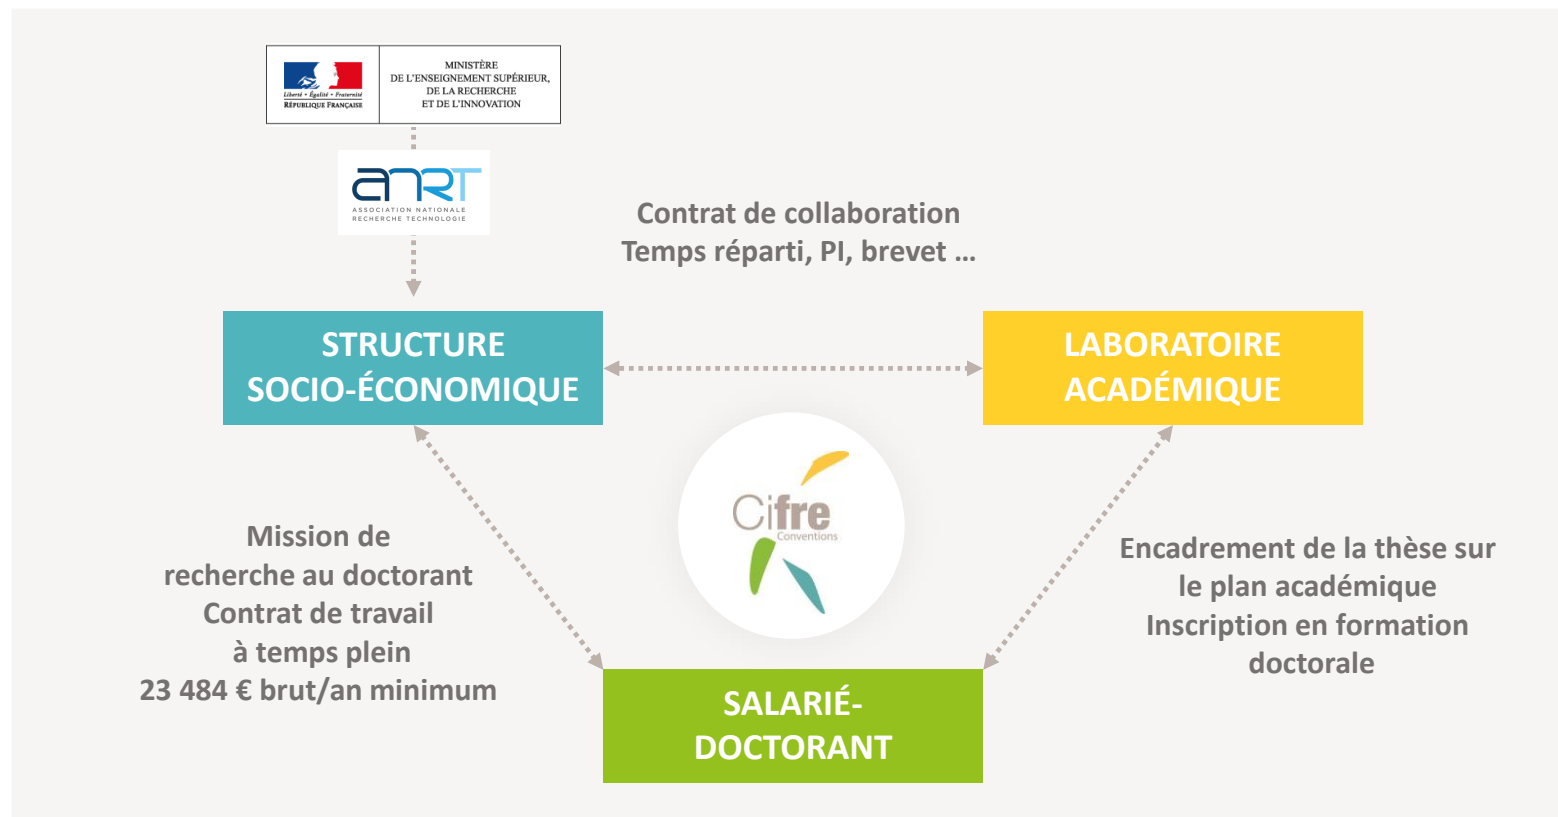 MINISTÈRE
DE L'ENSEIGNEMENT SUPÉRIEUR,
DE LA RECHERCHE
ET DE L'INNOVATION
Liberté • Égalité • Fraternité
RÉPUBLIQUE FRANÇAISE
anrt
ASSOCIATION NATIONALE
RECHERCHE TECHNOLOGIE
Contrat de collaboration
Temps réparti, PI, brevet …
STRUCTURE
SOCIO-ÉCONOMIQUE
LABORATOIRE
ACADÉMIQUE
Cifre
Conventions
Mission de
recherche au doctorant
Contrat de travail
à temps plein
23 484 € brut/an minimum
Encadrement de la thèse sur
le plan académique
Inscription en formation
doctorale
SALARIÉ-
DOCTORANT